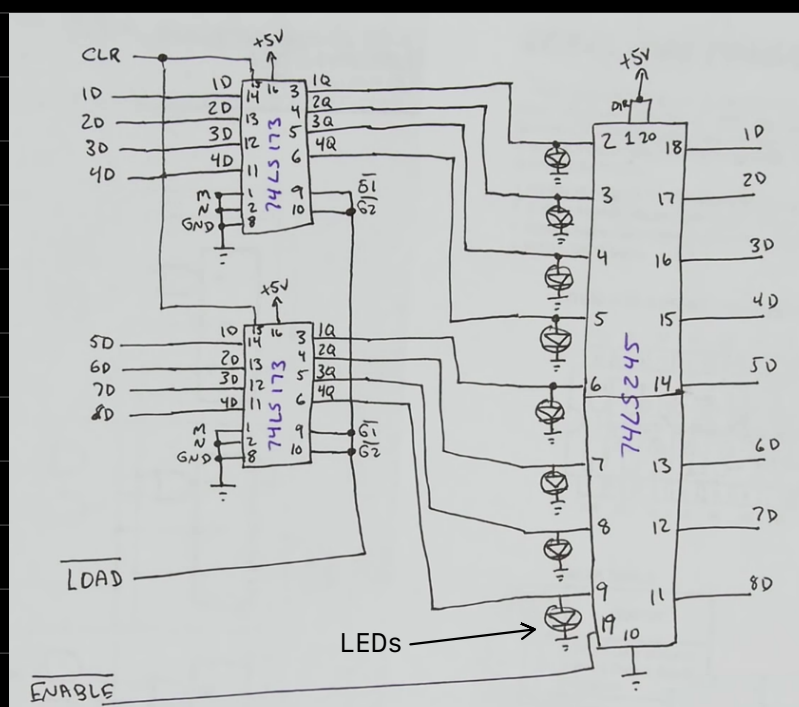 CLR
+5V
15 16
1D 1D 14 3 1Q
2D 2D 13 4 2Q
3D 3D 12 5 3Q
4D 4D 11 6 4Q
74LS173
M 1 9 G1
N 2 10 G2
GND 8
+5V
15 16
5D 1D 14 3 1Q
6D 2D 13 4 2Q
7D 3D 12 5 3Q
8D 4D 11 6 4Q
74LS173
M 1 9 G1
N 2 10 G2
GND 8
LOAD
ENABLE
LEDs
+5V
DIR
1 20
2 18 1D
3 17 2D
4 16 3D
5 15 4D
6 14 5D
7 13 6D
8 12 7D
9 11 8D
19 10
74LS245